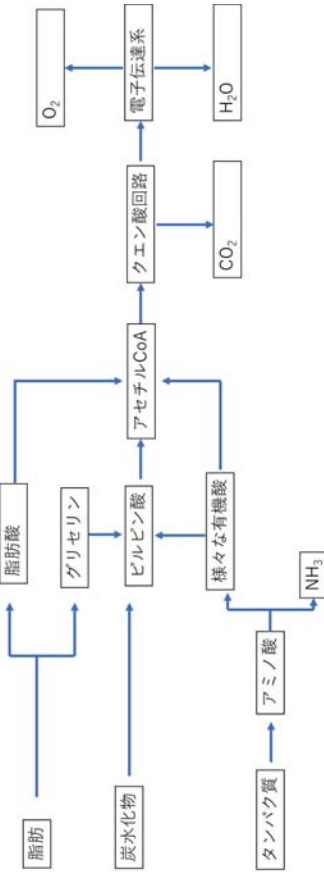 脂肪
脂肪酸
グリセリン
炭水化物
ピルビン酸
アセチルCoA
クエン酸回路
電子伝達系
O₂
CO₂
H₂O
タンパク質
アミノ酸
様々な有機酸
NH₃